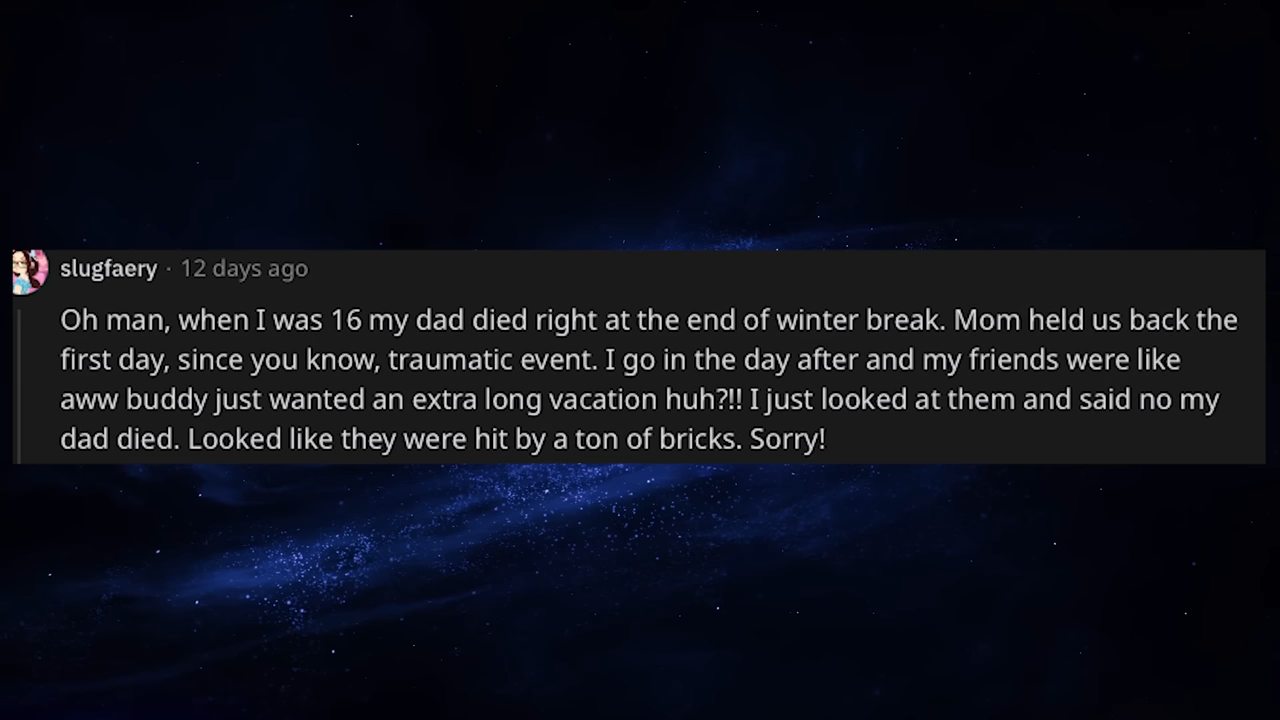 slugfaery · 12 days ago
Oh man, when I was 16 my dad died right at the end of winter break. Mom held us back the
first day, since you know, traumatic event. I go in the day after and my friends were like
aww buddy just wanted an extra long vacation huh?!! I just looked at them and said no my
dad died. Looked like they were hit by a ton of bricks. Sorry!